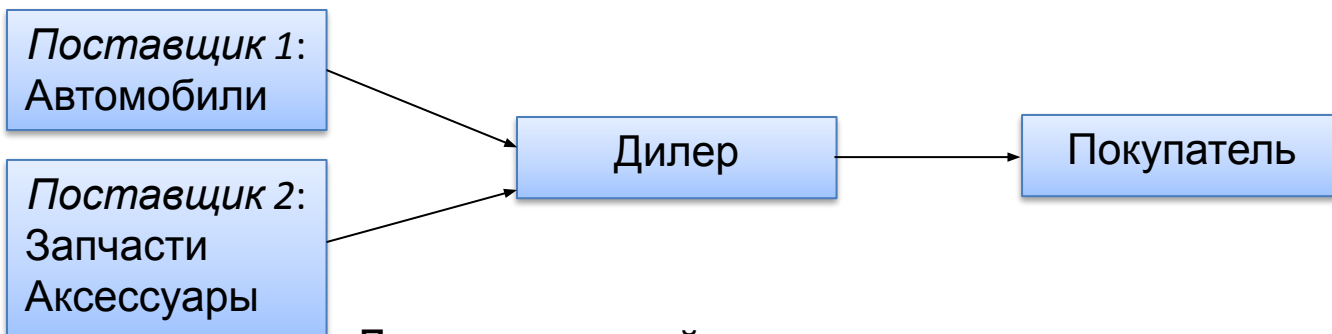 Поставщик 1:
Автомобили
Дилер
Покупатель
Поставщик 2:
Запчасти
Аксессуары